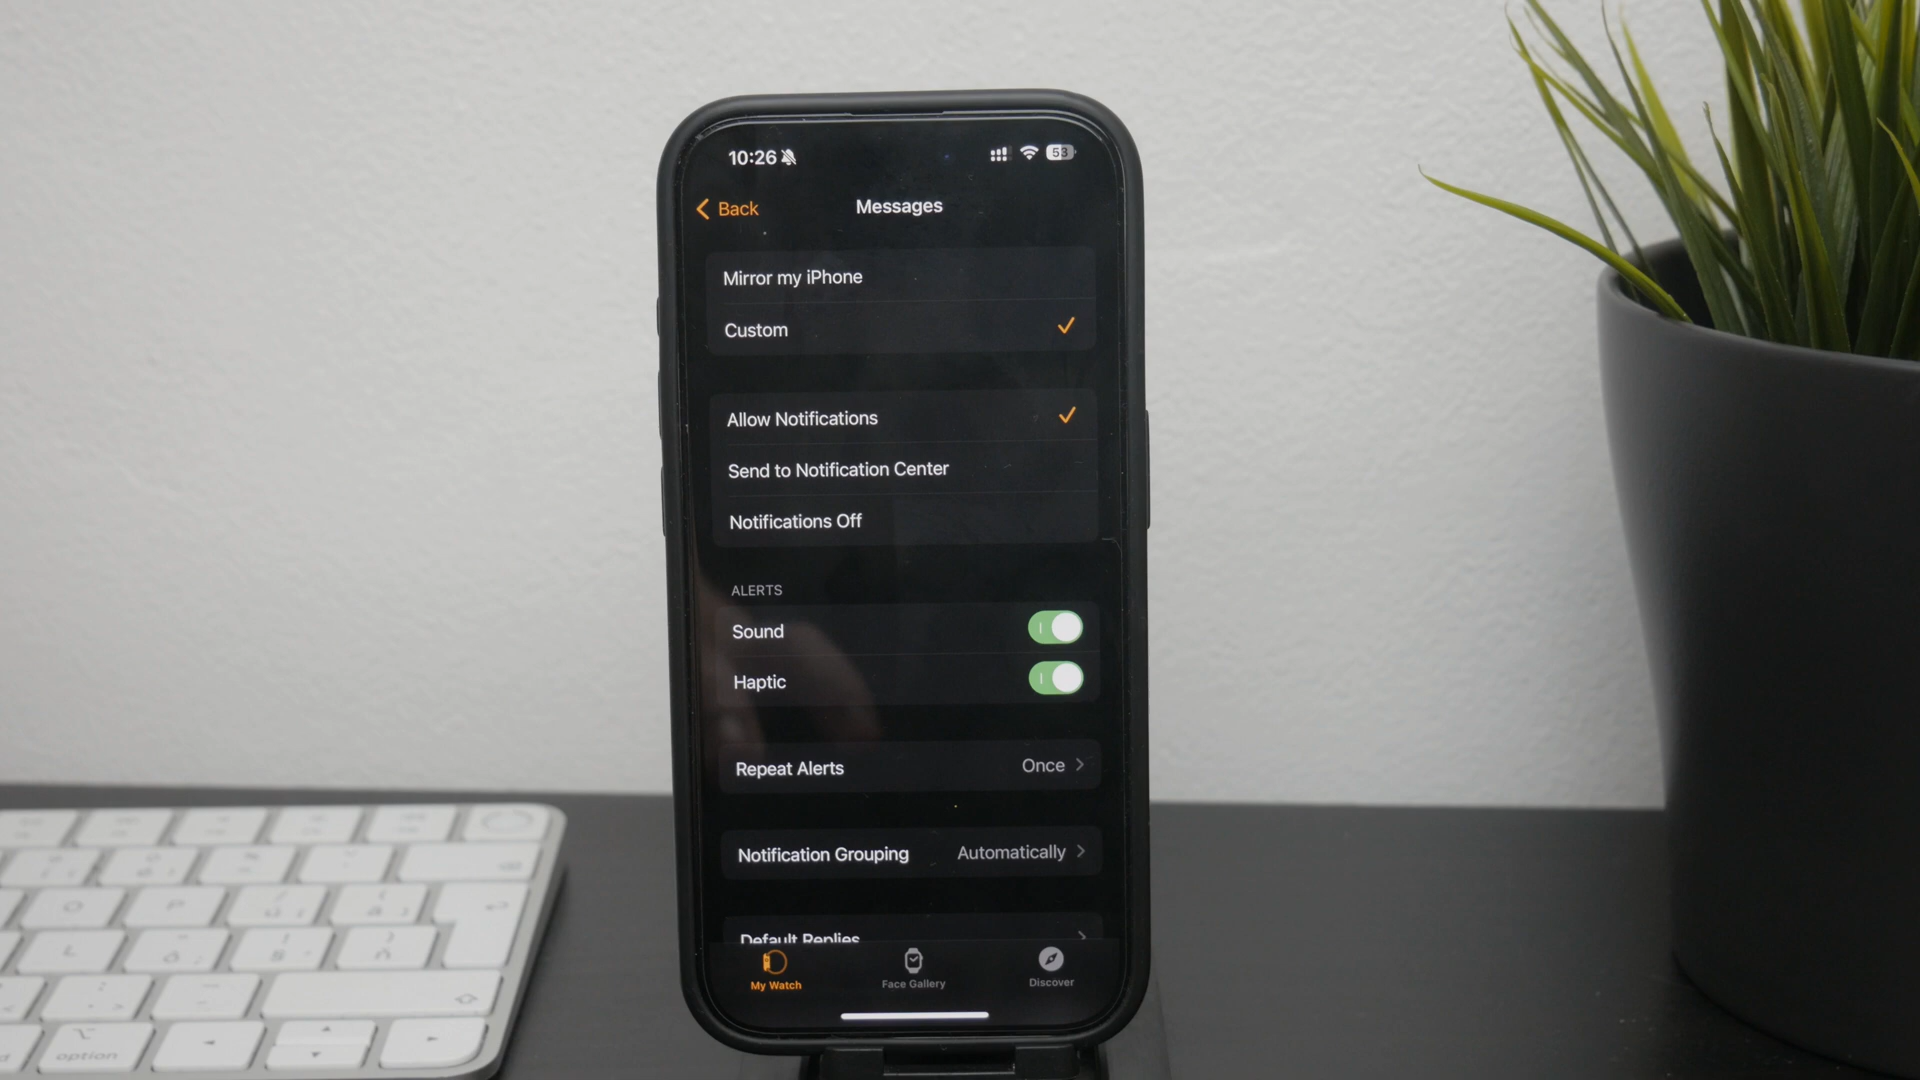 10:26
53
Back
Messages
Mirror my iPhone
Custom
Allow Notifications
Send to Notification Center
Notifications Off
ALERTS
Sound
Haptic
Repeat Alerts Once
Notification Grouping Automatically
Default Replies
My Watch Face Gallery Discover
option